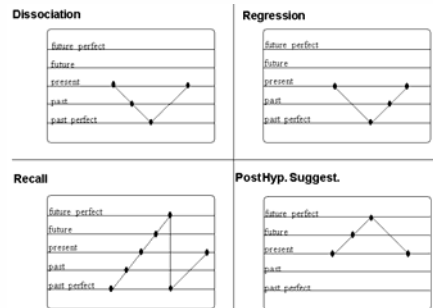 Dissociation
future perfect
future
present
past
past perfect
Regression
future perfect
future
present
past
past perfect
Recall
future perfect
future
present
past
past perfect
PostHyp. Suggest.
future perfect
future
present
past
past perfect